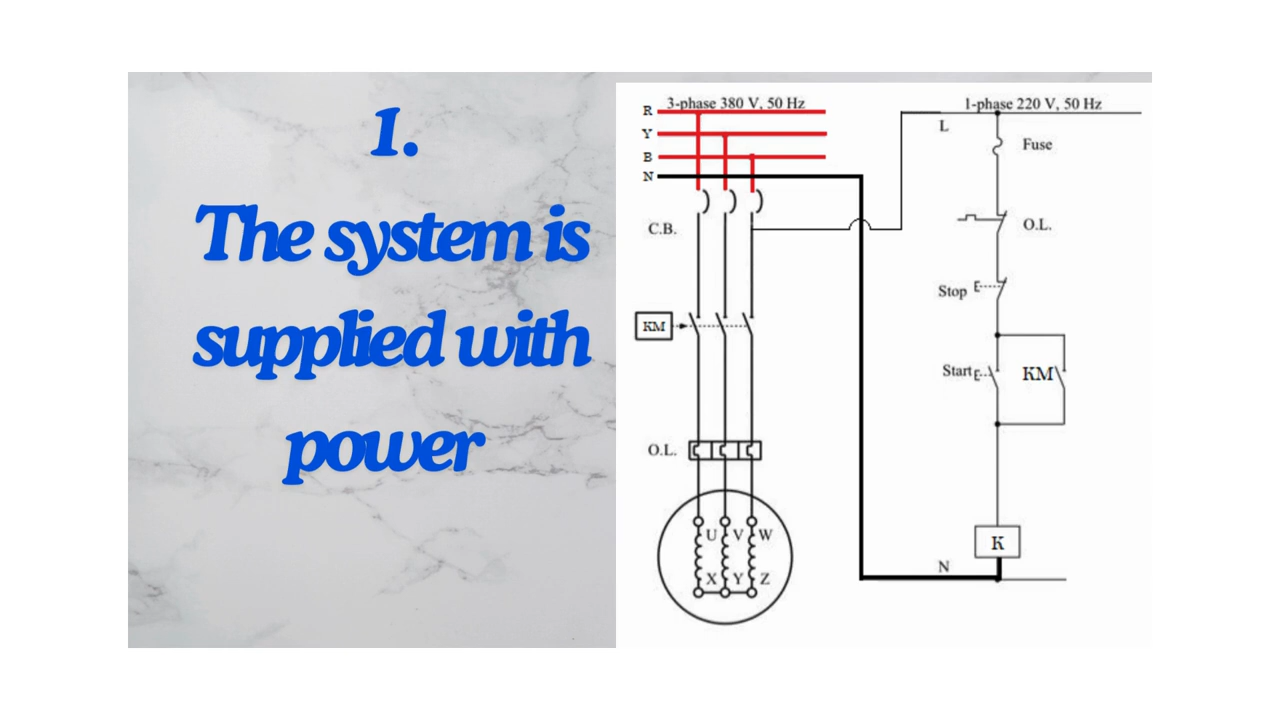 1.
The system is
supplied with
power
3-phase 380 V, 50 Hz
R
Y
B
N
C.B.
KM
O.L.
U V W
X Y Z
1-phase 220 V, 50 Hz
L
Fuse
O.L.
Stop
Start
KM
K
N